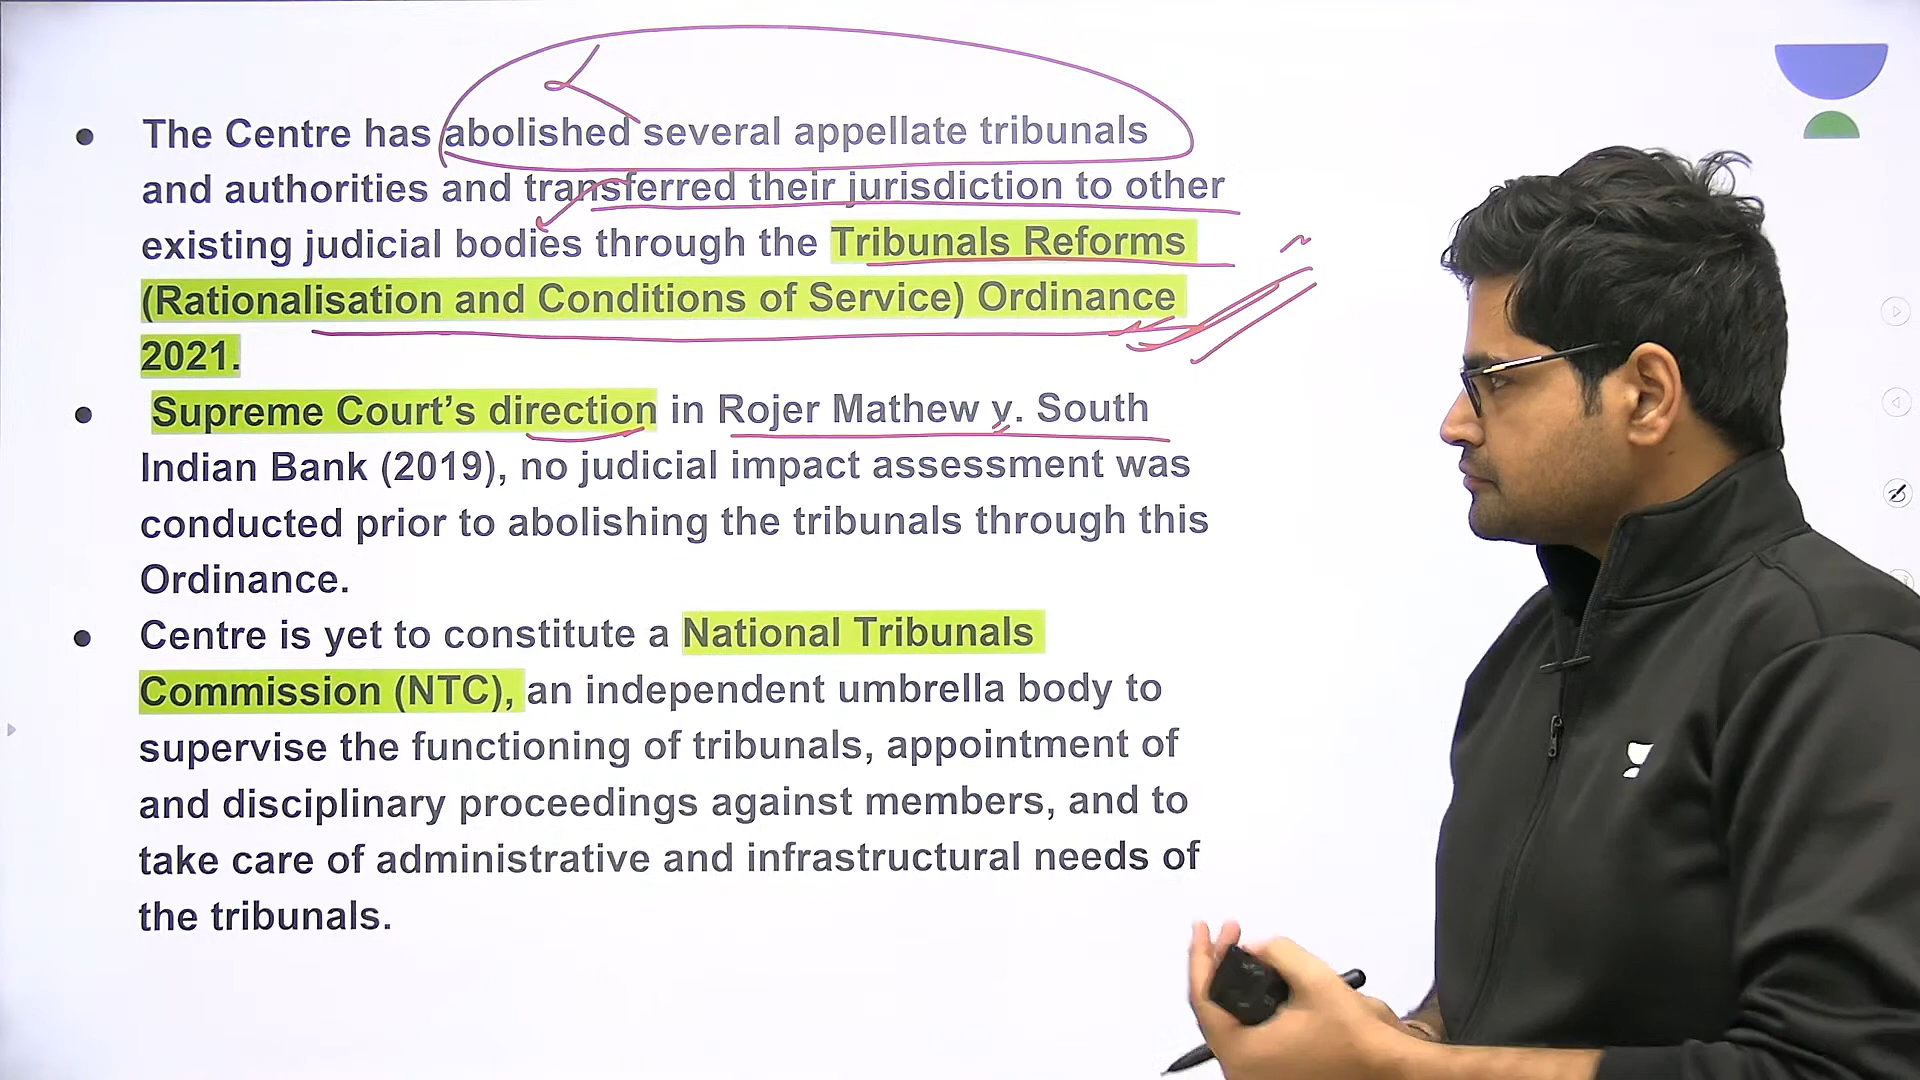 ● The Centre has abolished several appellate tribunals
and authorities and transferred their jurisdiction to other
existing judicial bodies through the Tribunals Reforms
(Rationalisation and Conditions of Service) Ordinance
2021.
● Supreme Court’s direction in Rojer Mathew v. South
Indian Bank (2019), no judicial impact assessment was
conducted prior to abolishing the tribunals through this
Ordinance.
● Centre is yet to constitute a National Tribunals
Commission (NTC), an independent umbrella body to
supervise the functioning of tribunals, appointment of
and disciplinary proceedings against members, and to
take care of administrative and infrastructural needs of
the tribunals.